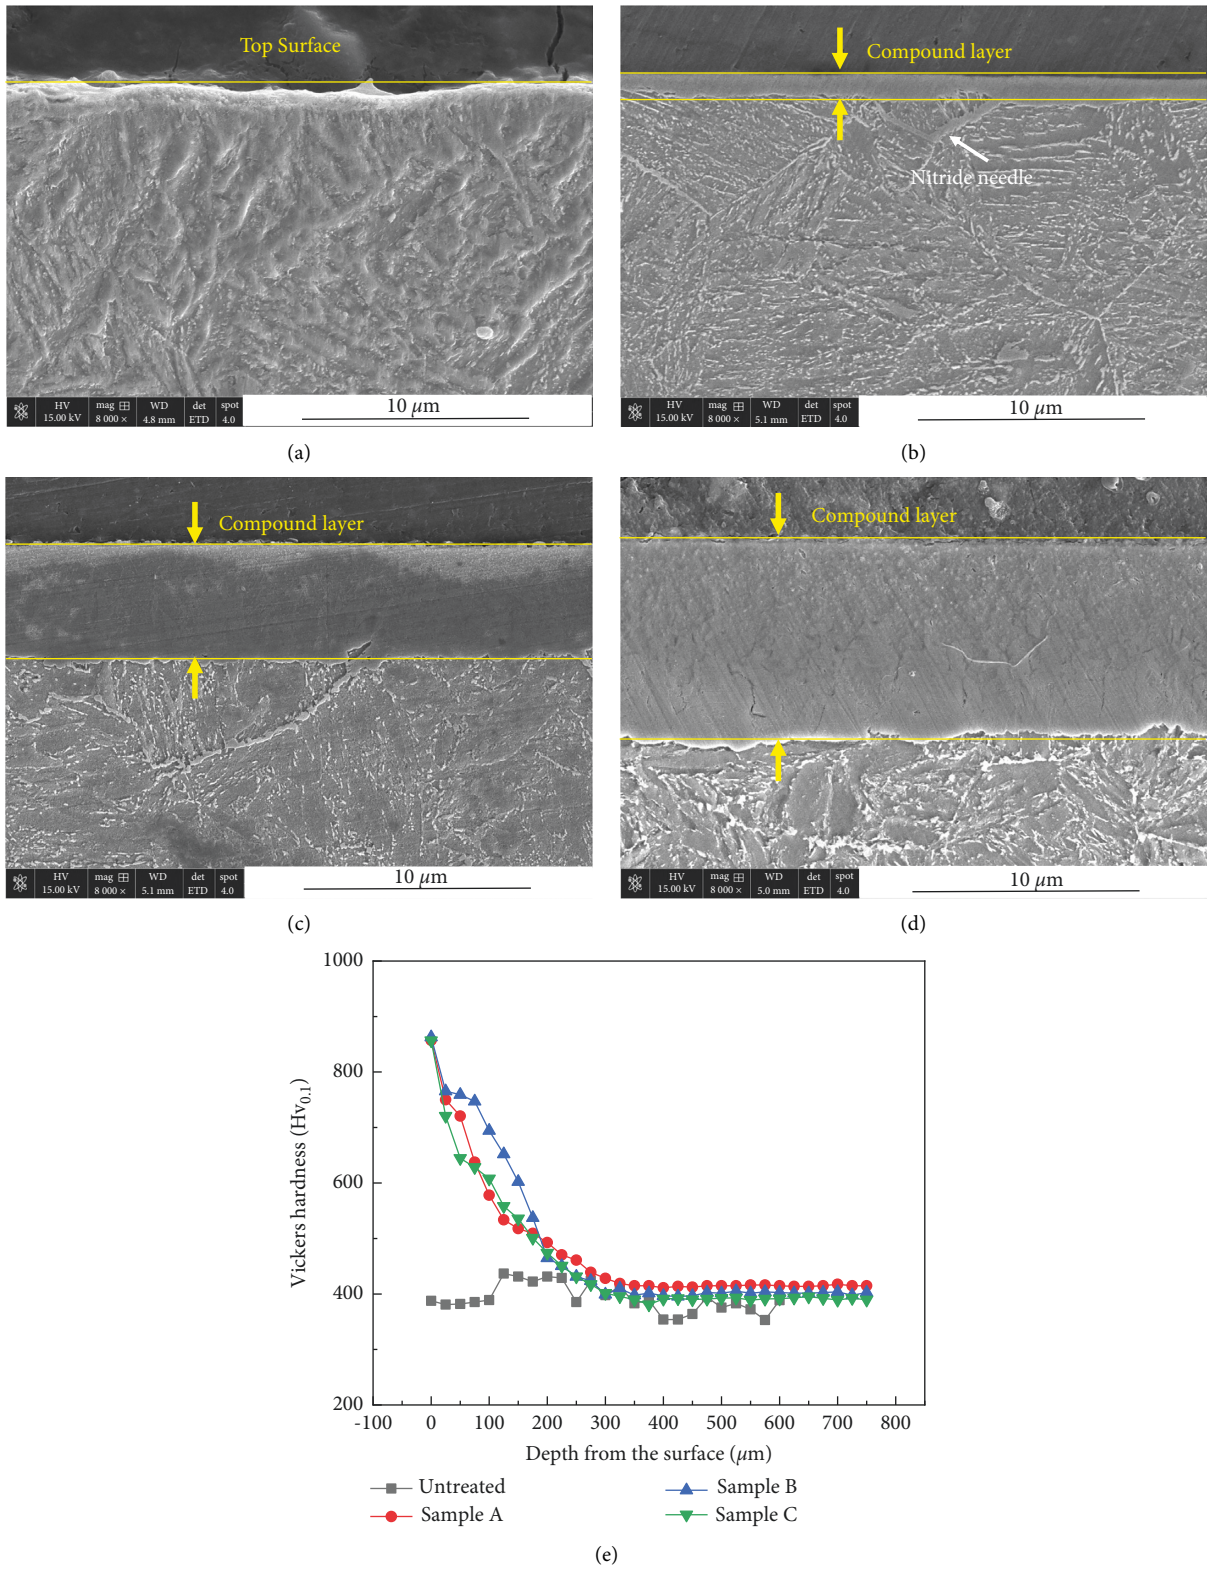 Top Surface
HV mag WD det spot
15.00 kV 8 000 × 4.8 mm ETD 4.0
10 μm
(a)
Compound layer
Nitride needle
HV mag WD det spot
15.00 kV 8 000 × 5.1 mm ETD 4.0
10 μm
(b)
Compound layer
HV mag WD det spot
15.00 kV 8 000 × 5.1 mm ETD 4.0
10 μm
(c)
Compound layer
HV mag WD det spot
15.00 kV 8 000 × 5.0 mm ETD 4.0
10 μm
(d)
1000
800
600
400
200
Vickers hardness (Hv0.1)
-100 0 100 200 300 400 500 600 700 800
Depth from the surface (μm)
Untreated
Sample A
Sample B
Sample C
(e)